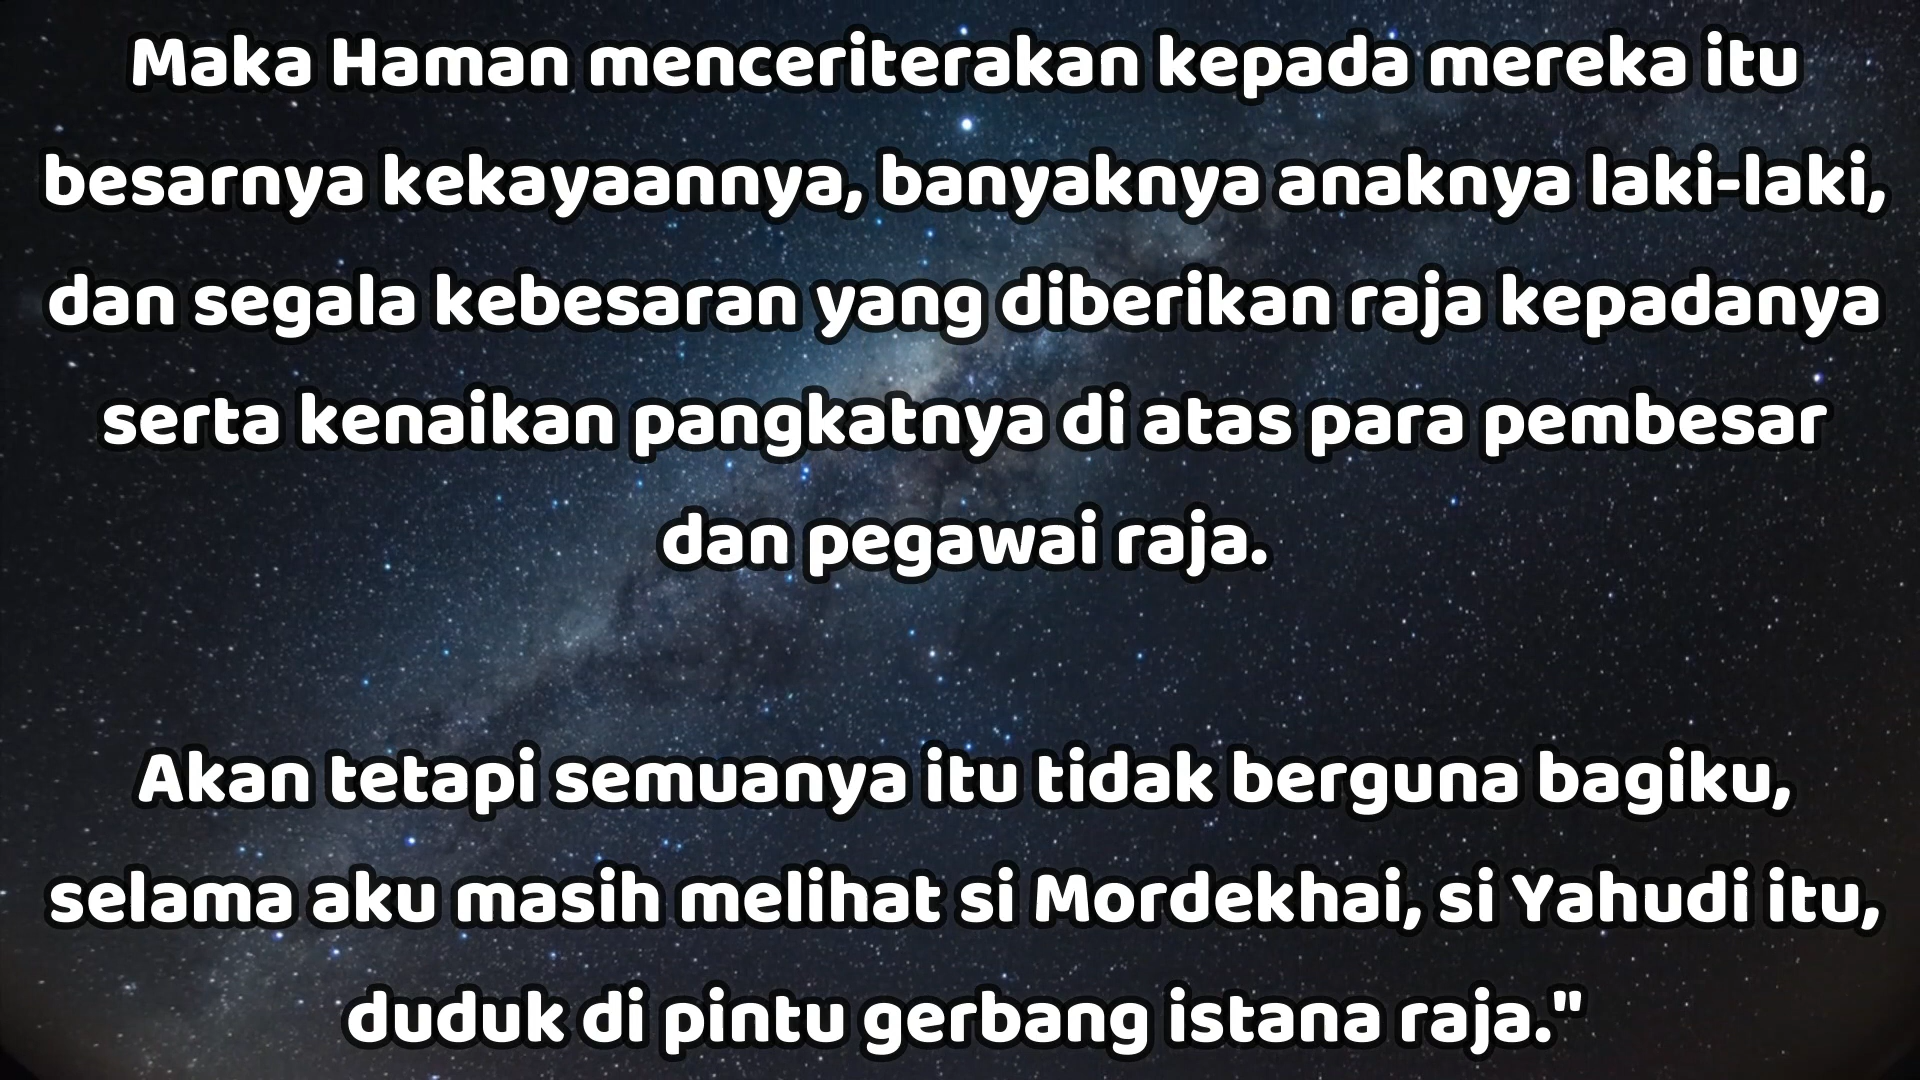 Maka Haman menceriterakan kepada mereka itu
besarnya kekayaannya, banyaknya anaknya laki-laki,
dan segala kebesaran yang diberikan raja kepadanya
serta kenaikan pangkatnya di atas para pembesar
dan pegawai raja.
Akan tetapi semuanya itu tidak berguna bagiku,
selama aku masih melihat si Mordekhai, si Yahudi itu,
duduk di pintu gerbang istana raja."